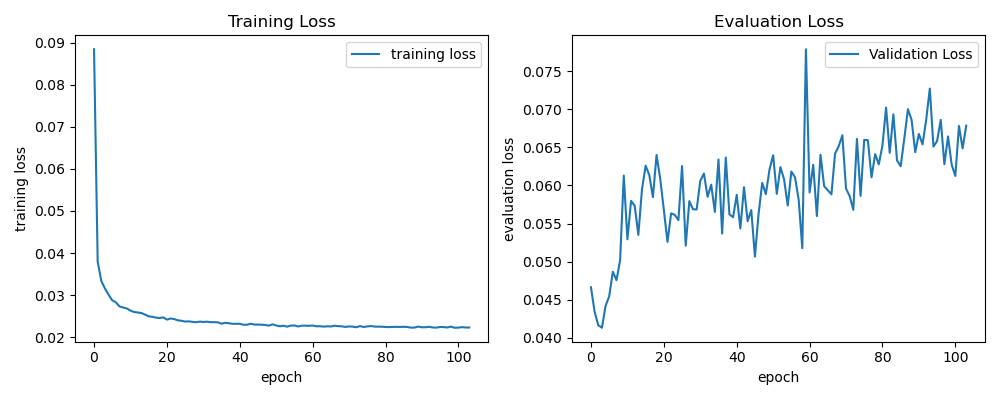 Training Loss
training loss
0.09
0.08
0.07
0.06
0.05
0.04
0.03
0.02
0 20 40 60 80 100
epoch
training loss
Evaluation Loss
Validation Loss
0.075
0.070
0.065
0.060
0.055
0.050
0.045
0.040
0 20 40 60 80 100
epoch
evaluation loss